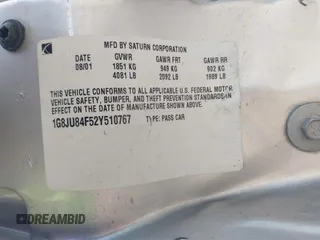 MFD BY SATURN CORPORATION
DATE GVWR GAWR FRT GAWR RR
08/01 1851 KG 949 KG 902 KG
4081 LB 2092 LB 1989 LB
THIS VEHICLE CONFORMS TO ALL APPLICABLE U.S. FEDERAL MOTOR
VEHICLE SAFETY, BUMPER, AND THEFT PREVENTION STANDARDS IN
EFFECT ON THE DATE OF MANUFACTURE SHOWN ABOVE.
1G8JU84F52Y510767 TYPE: PASS CAR
DREAMBID